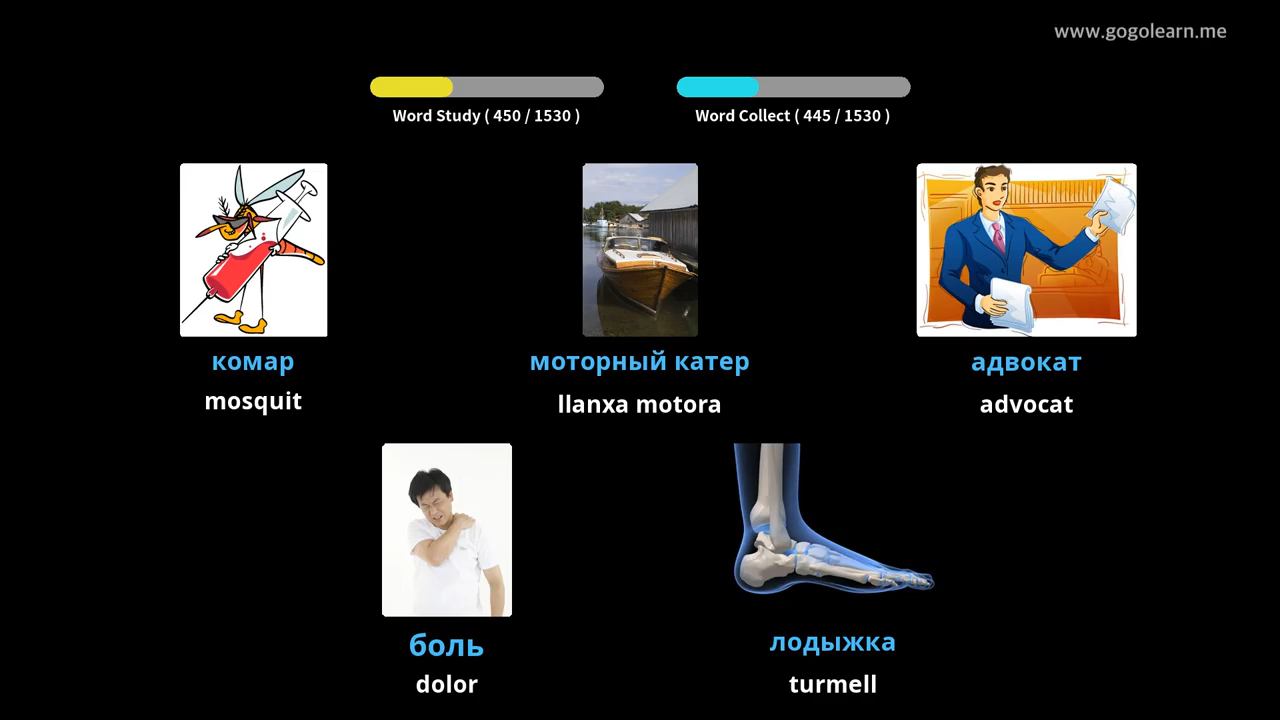 www.gogolearn.me
Word Study ( 450 / 1530 )
Word Collect ( 445 / 1530 )
комар
mosquit
моторный катер
llanxa motora
адвокат
advocat
боль
dolor
лодыжка
turmell